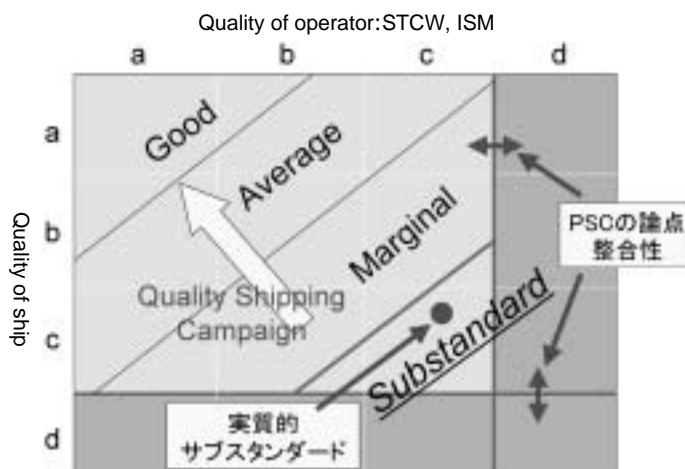 Quality of operator:STCW, ISM
a b c d
a
Good
Average
b
Marginal
PSCの論点
整合性
Quality of ship
Quality Shipping
Campaign
c
Substandard
実質的
サブスタンダード
d